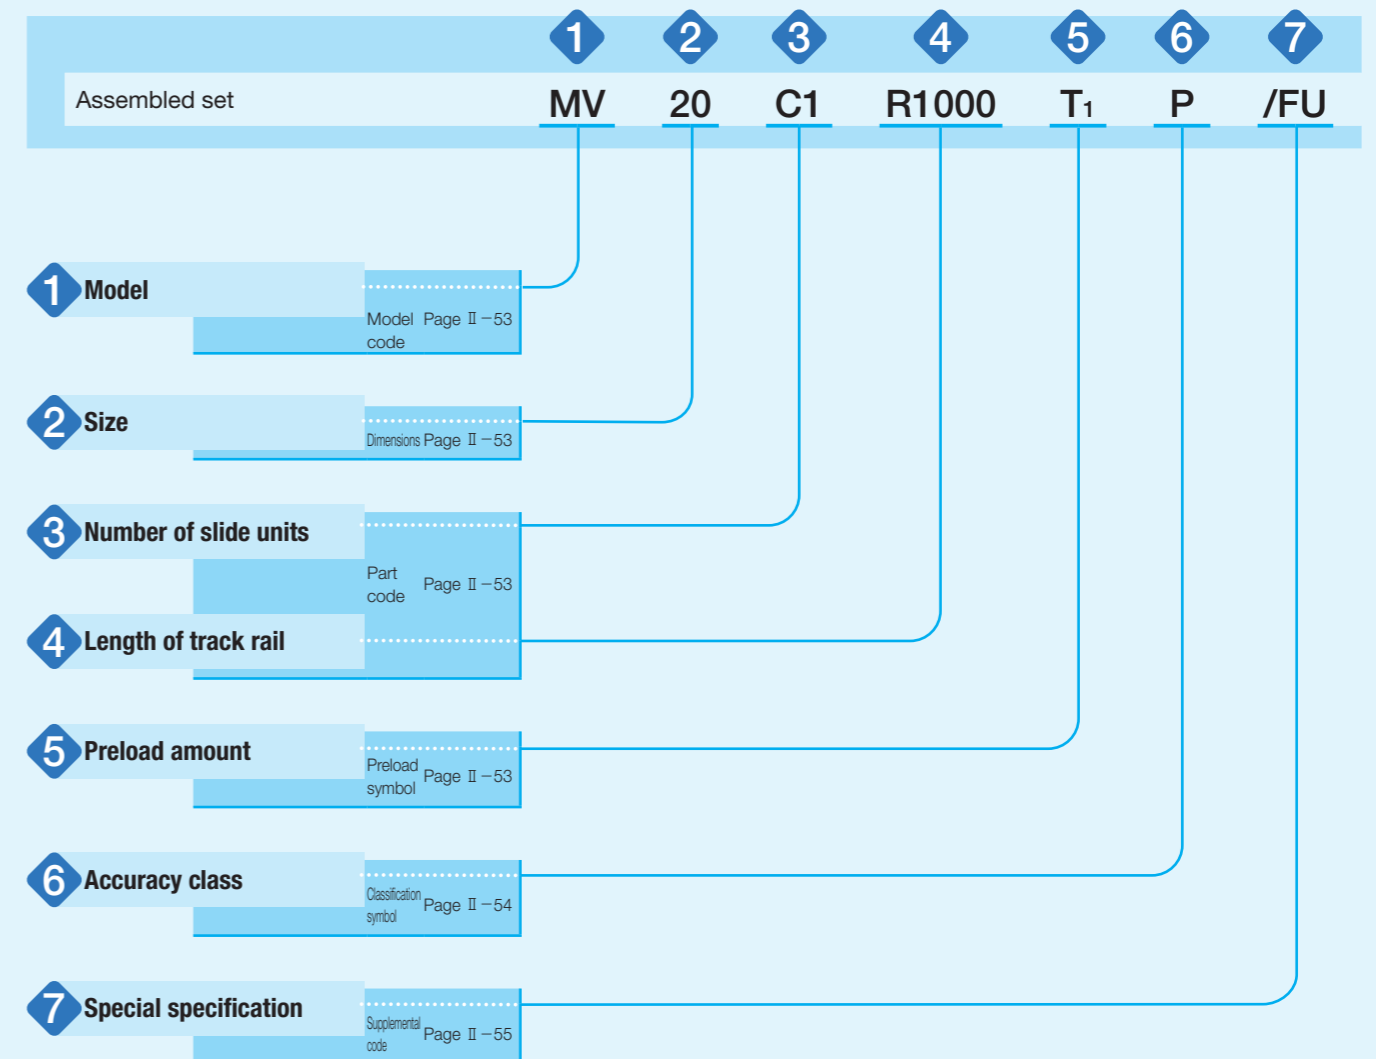 1 2 3 4 5 6 7
Assembled set MV 20 C1 R1000 T1 P /FU
1 Model
Model code Page Ⅱ-53
2 Size
Dimensions Page Ⅱ-53
3 Number of slide units
Part code Page Ⅱ-53
4 Length of track rail
5 Preload amount
Preload symbol Page Ⅱ-53
6 Accuracy class
Classification symbol Page Ⅱ-54
7 Special specification
Supplemental code Page Ⅱ-55